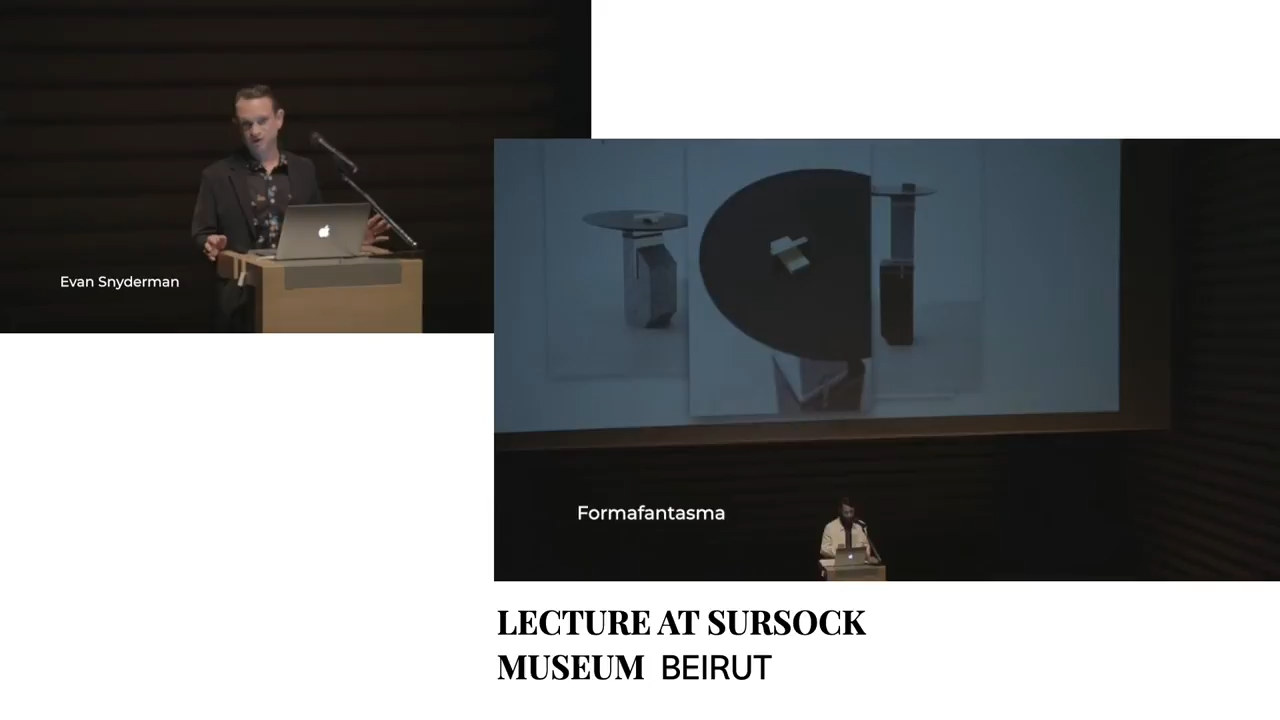 Evan Snyderman
Formafantasma
LECTURE AT SURSOCK
MUSEUM BEIRUT